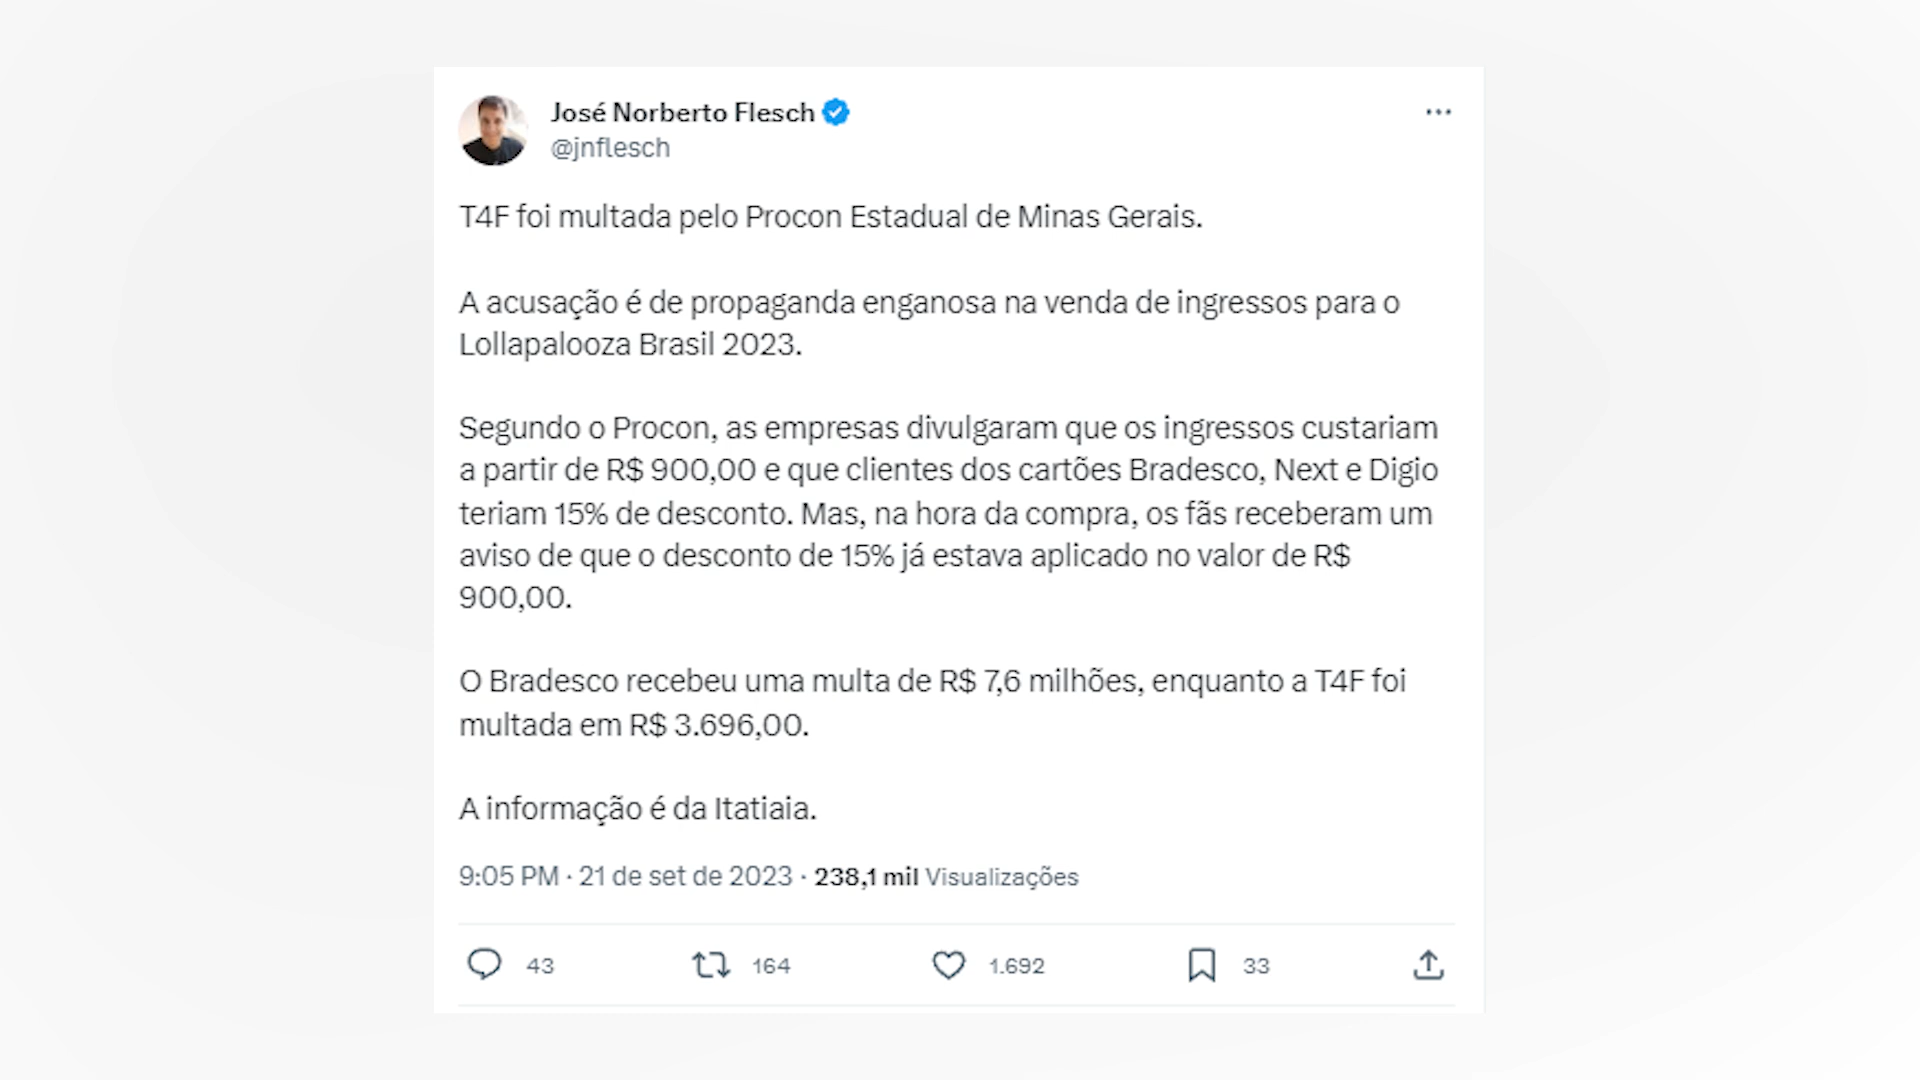 José Norberto Flesch
@jnflesch
T4F foi multada pelo Procon Estadual de Minas Gerais.
A acusação é de propaganda enganosa na venda de ingressos para o
Lollapalooza Brasil 2023.
Segundo o Procon, as empresas divulgaram que os ingressos custariam
a partir de R$ 900,00 e que clientes dos cartões Bradesco, Next e Digio
teriam 15% de desconto. Mas, na hora da compra, os fãs receberam um
aviso de que o desconto de 15% já estava aplicado no valor de R$
900,00.
O Bradesco recebeu uma multa de R$ 7,6 milhões, enquanto a T4F foi
multada em R$ 3.696,00.
A informação é da Itatiaia.
9:05 PM · 21 de set de 2023 · 238,1 mil Visualizações
43 164 1.692 33